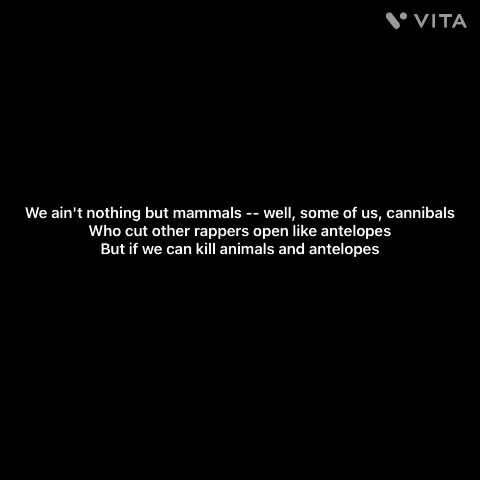 VITA
We ain't nothing but mammals -- well, some of us, cannibals
Who cut other rappers open like antelopes
But if we can kill animals and antelopes